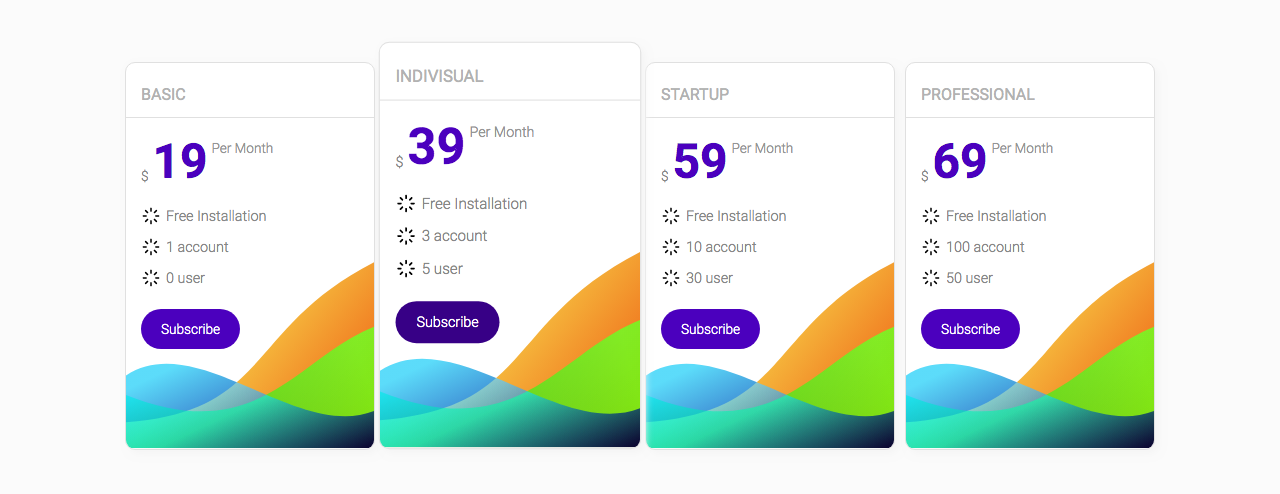 BASIC
$ 19 Per Month
Free Installation
1 account
0 user
Subscribe
INDIVISUAL
$ 39 Per Month
Free Installation
3 account
5 user
Subscribe
STARTUP
$ 59 Per Month
Free Installation
10 account
30 user
Subscribe
PROFESSIONAL
$ 69 Per Month
Free Installation
100 account
50 user
Subscribe